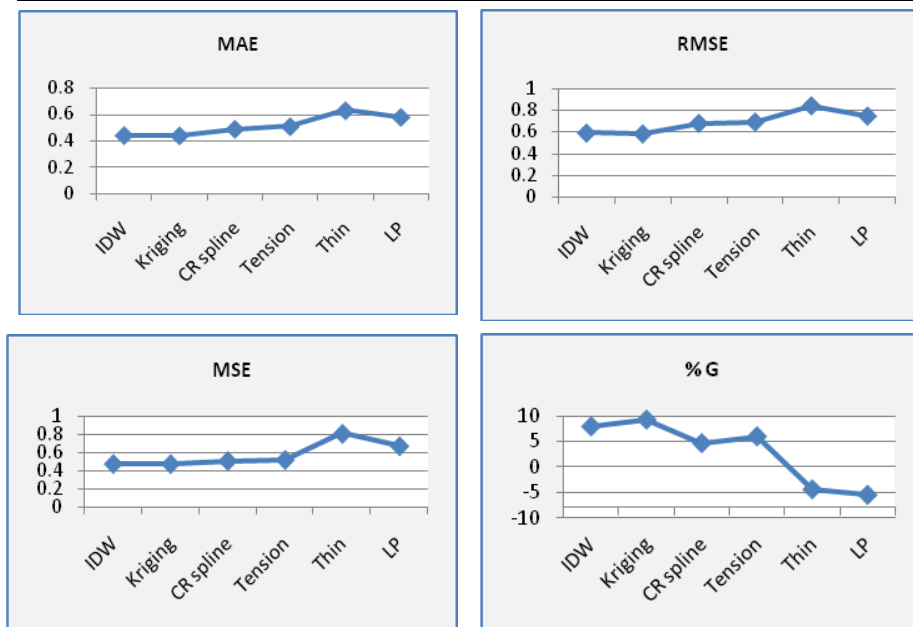 MAE
0.8
0.6
0.4
0.2
0
IDW
Kriging
CR spline
Tension
Thin
LP
RMSE
1
0.8
0.6
0.4
0.2
0
IDW
Kriging
CR spline
Tension
Thin
LP
MSE
1
0.8
0.6
0.4
0.2
0
IDW
Kriging
CR spline
Tension
Thin
LP
% G
10
5
0
-5
-10
IDW
Kriging
CR spline
Tension
Thin
LP